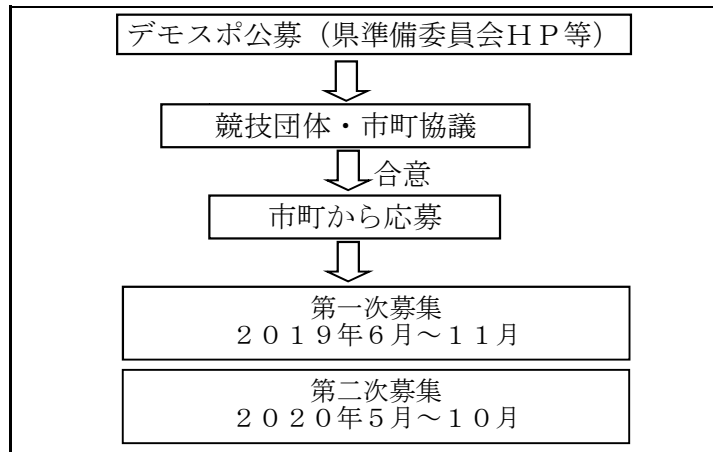 デモスポ公募（県準備委員会ＨＰ等）
競技団体・市町協議
合意
市町から応募
第一次募集
２０１９年６月～１１月
第二次募集
２０２０年５月～１０月